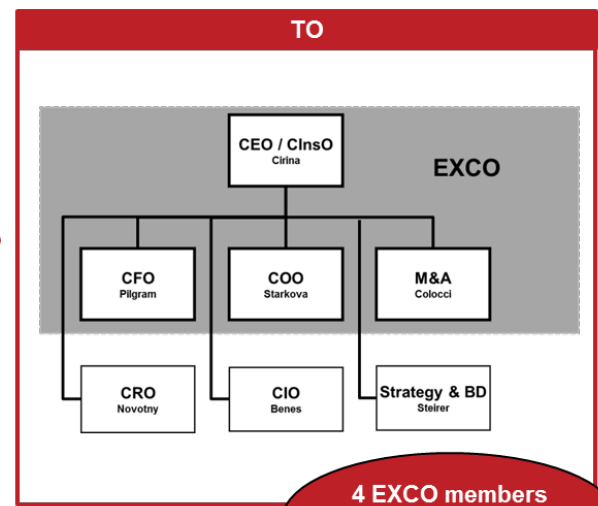 TO
CEO / CInsO
Cirina
EXCO
CFO
Pilgram
COO
Starkova
M&A
Colocci
CRO
Novotny
CIO
Benes
Strategy & BD
Steirer
4 EXCO members